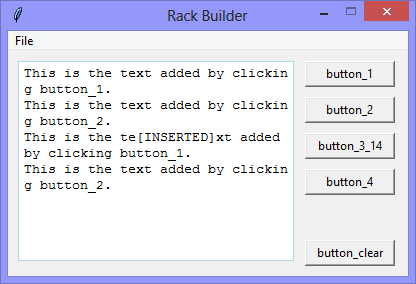 Rack Builder
File
This is the text added by clickin
g button_1.
This is the text added by clickin
g button_2.
This is the te[INSERTED]xt added
by clicking button_1.
This is the text added by clickin
g button_2.
button_1
button_2
button_3_14
button_4
button_clear